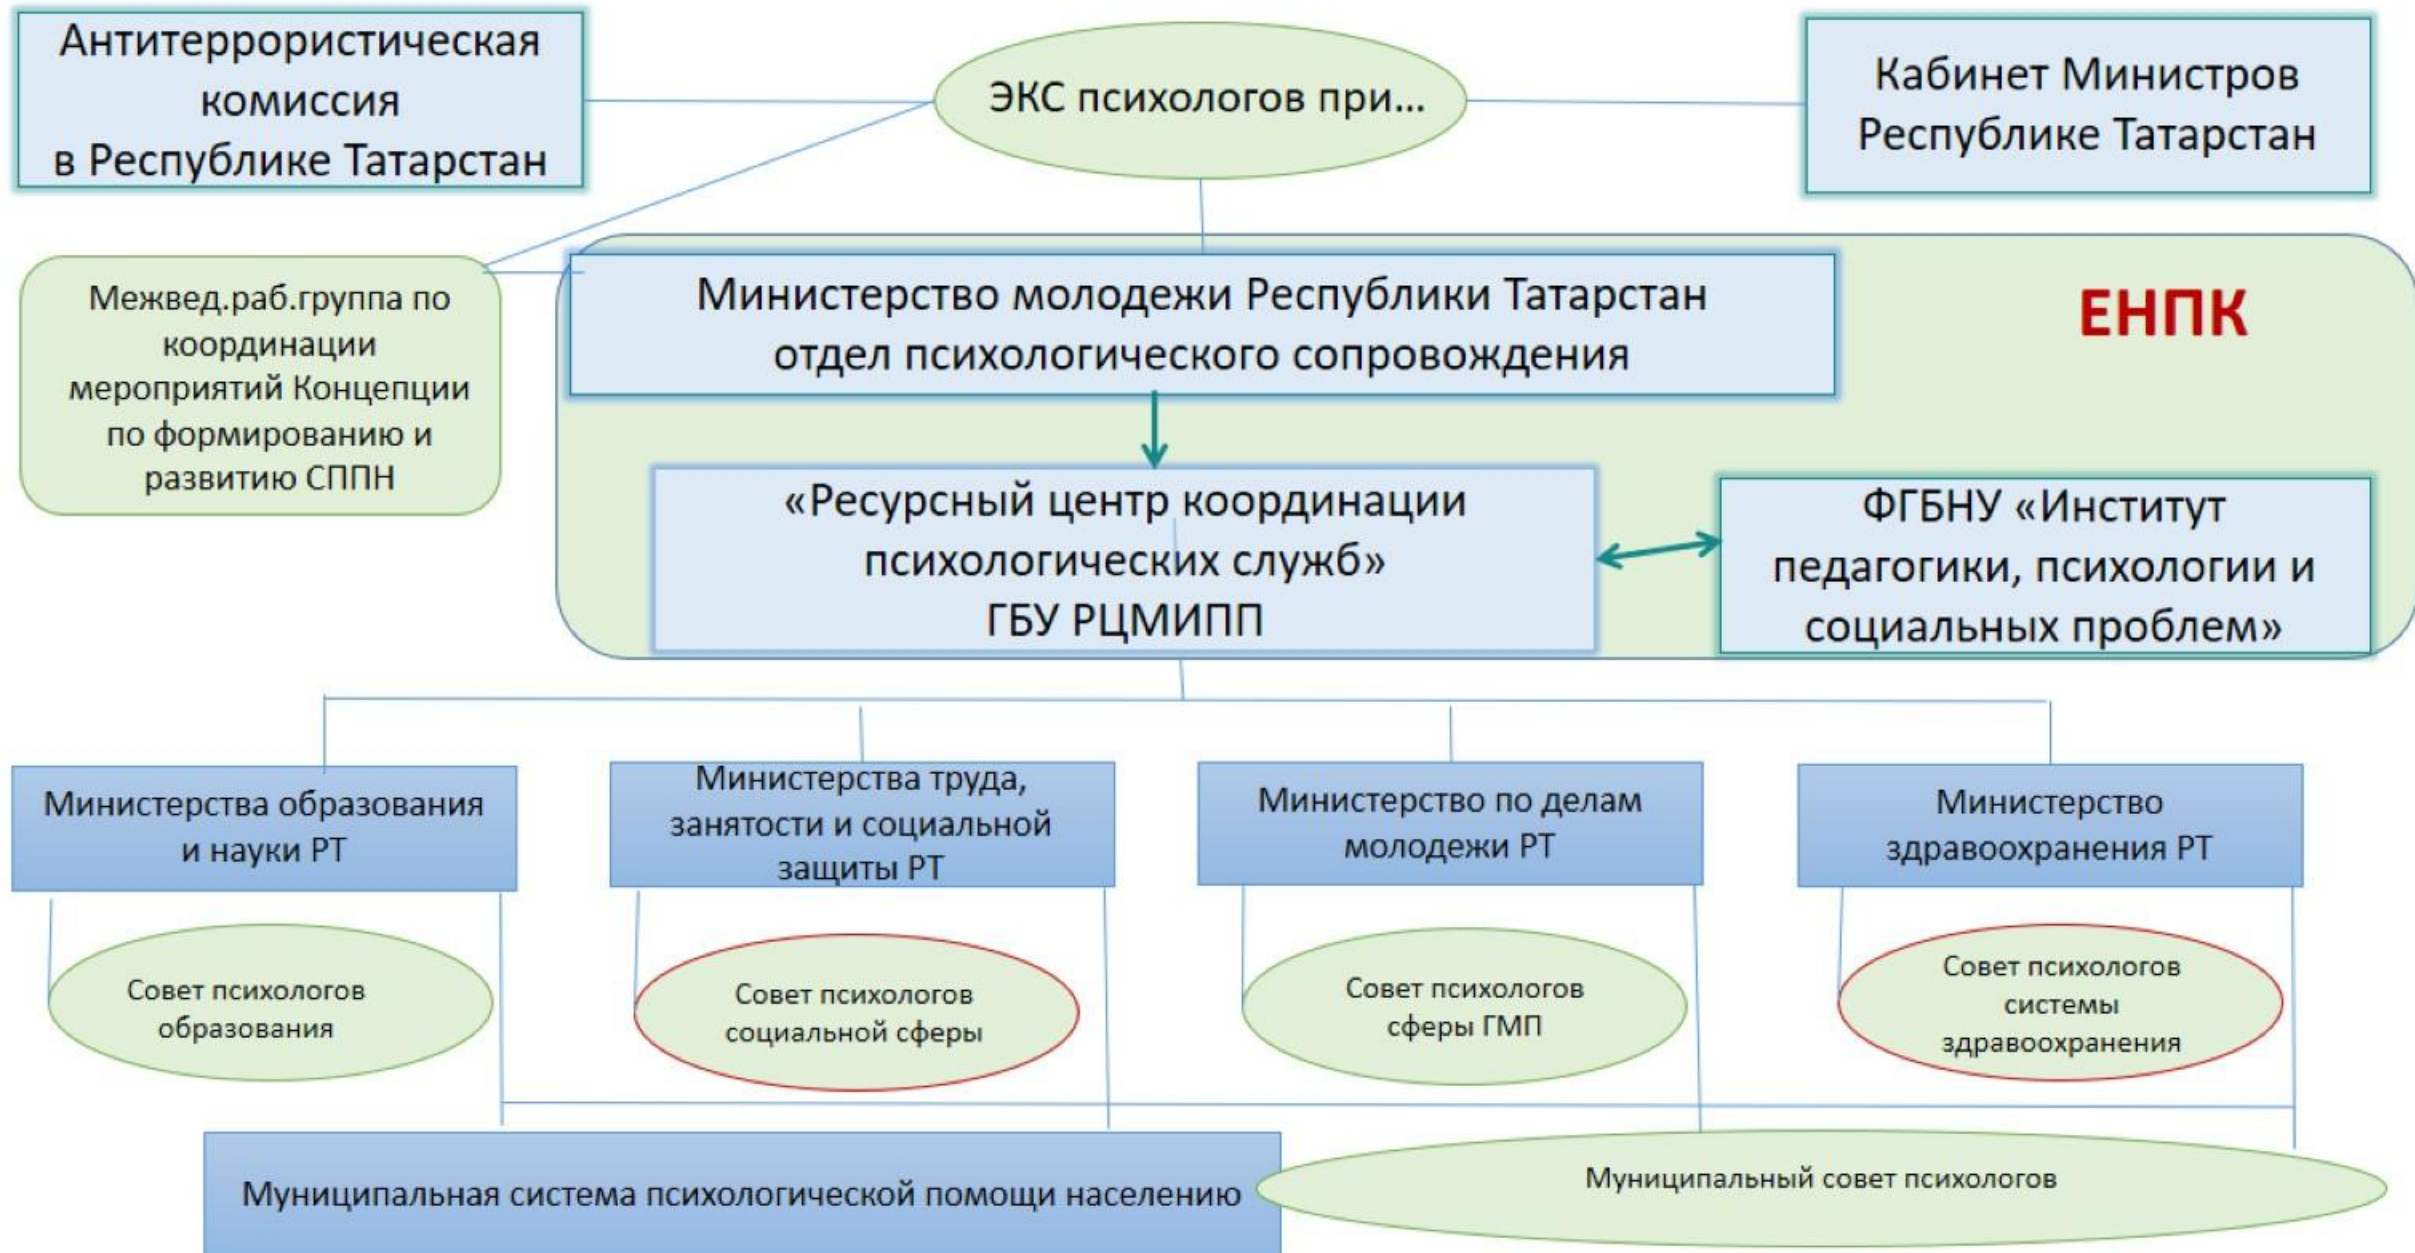 Антитеррористическая
комиссия
в Республике Татарстан
ЭКС психологов при...
Кабинет Министров
Республике Татарстан
Межвед.раб.группа по
координации
мероприятий Концепции
по формированию и
развитию СППН
Министерство молодежи Республики Татарстан
отдел психологического сопровождения
ЕНПК
«Ресурсный центр координации
психологических служб»
ГБУ РЦМИПП
ФГБНУ «Институт
педагогики, психологии и
социальных проблем»
Министерства образования
и науки РТ
Министерства труда,
занятости и социальной
защиты РТ
Министерство по делам
молодежи РТ
Министерство
здравоохранения РТ
Совет психологов
образования
Совет психологов
социальной сферы
Совет психологов
сферы ГМП
Совет психологов
системы
здравоохранения
Муниципальная система психологической помощи населению
Муниципальный совет психологов